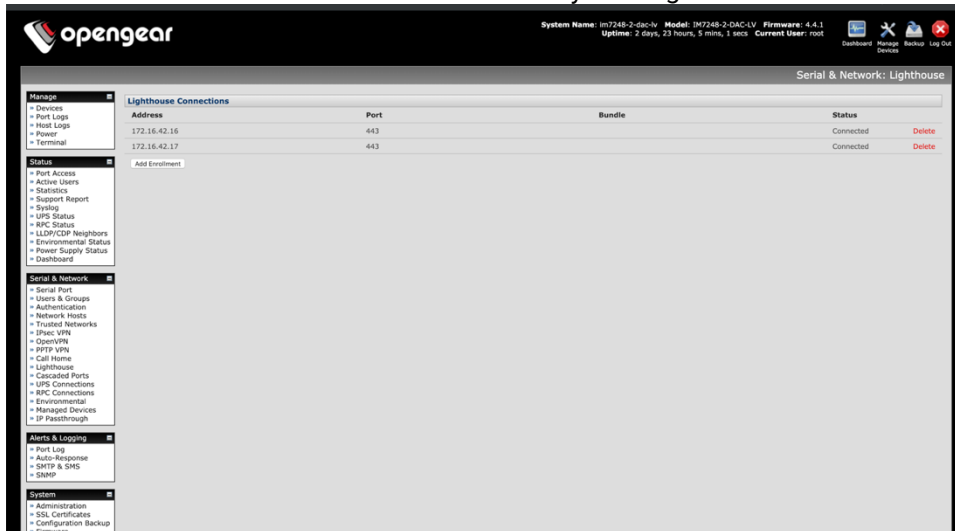 opengear
System Name: im7248-2-dac-lv Model: IM7248-2-DAC-LV Firmware: 4.4.1
Uptime: 2 days, 23 hours, 5 mins, 1 secs Current User: root
Dashboard
Manage Devices
Backup
Log Out
Serial & Network: Lighthouse
Manage
Devices
Port Logs
Host Logs
Power
Terminal
Status
Port Access
Active Users
Statistics
Support Report
Syslog
UPS Status
RPC Status
LLDP/CDP Neighbors
Environmental Status
Power Supply Status
Dashboard
Serial & Network
Serial Port
Users & Groups
Authentication
Network Hosts
Trusted Networks
IPsec VPN
OpenVPN
PPTP VPN
Call Home
Lighthouse
Cascaded Ports
UPS Connections
RPC Connections
Environmental
Managed Devices
IP Passthrough
Alerts & Logging
Port Log
Auto-Response
SMTP & SMS
SNMP
System
Administration
SSL Certificates
Configuration Backup
Lighthouse Connections
Address Port Bundle Status
172.16.42.16 443 Connected Delete
172.16.42.17 443 Connected Delete
Add Enrollment